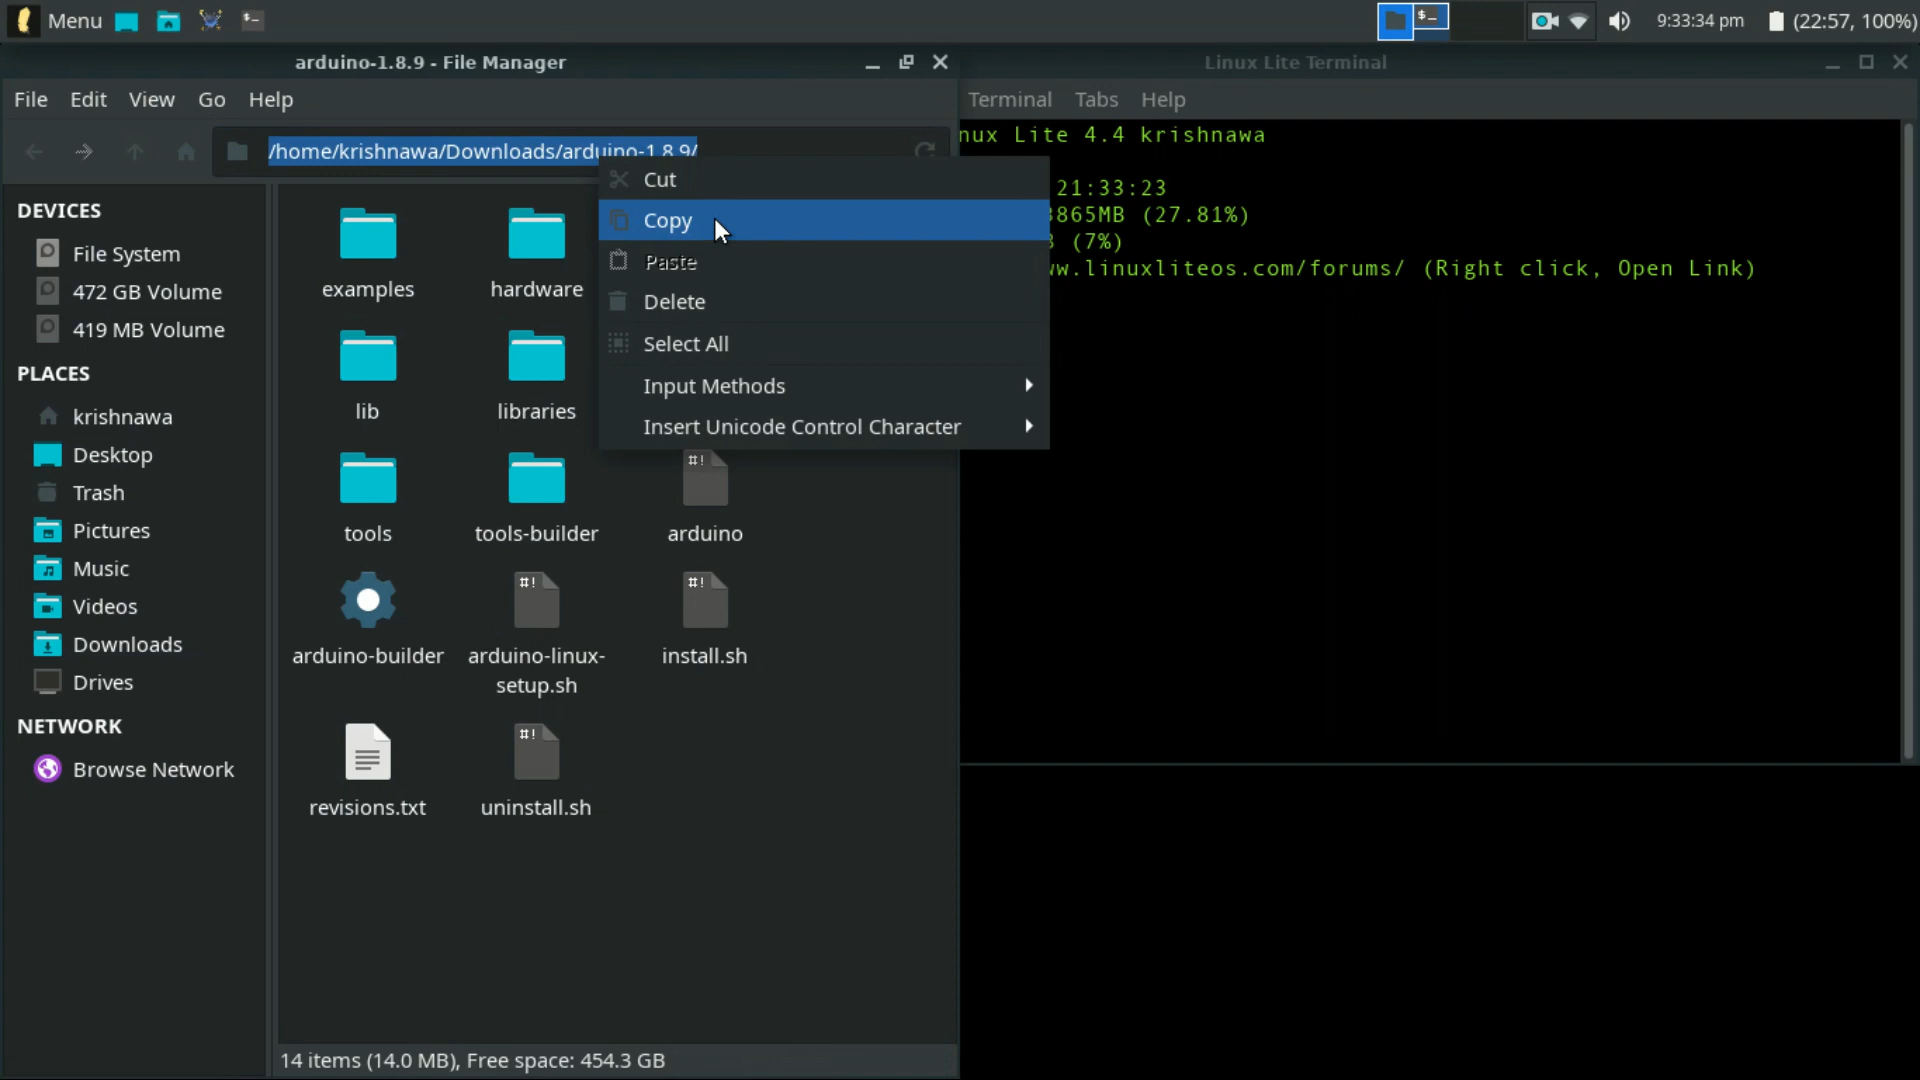 Menu
$-
$-
9:33:34 pm
(22:57, 100%)
arduino-1.8.9 - File Manager
File Edit View Go Help
/home/krishnawa/Downloads/arduino-1.8.9/
DEVICES
File System
472 GB Volume
419 MB Volume
PLACES
krishnawa
Desktop
Trash
Pictures
Music
Videos
Downloads
Drives
NETWORK
Browse Network
examples
hardware
lib
libraries
tools
tools-builder
#!
arduino
arduino-builder
#!
arduino-linux-
setup.sh
#!
install.sh
revisions.txt
#!
uninstall.sh
14 items (14.0 MB), Free space: 454.3 GB
Cut
Copy
Paste
Delete
Select All
Input Methods
Insert Unicode Control Character
Linux Lite Terminal
Terminal Tabs Help
nux Lite 4.4 krishnawa
21:33:23
865MB (27.81%)
(7%)
w.linuxliteos.com/forums/ (Right click, Open Link)